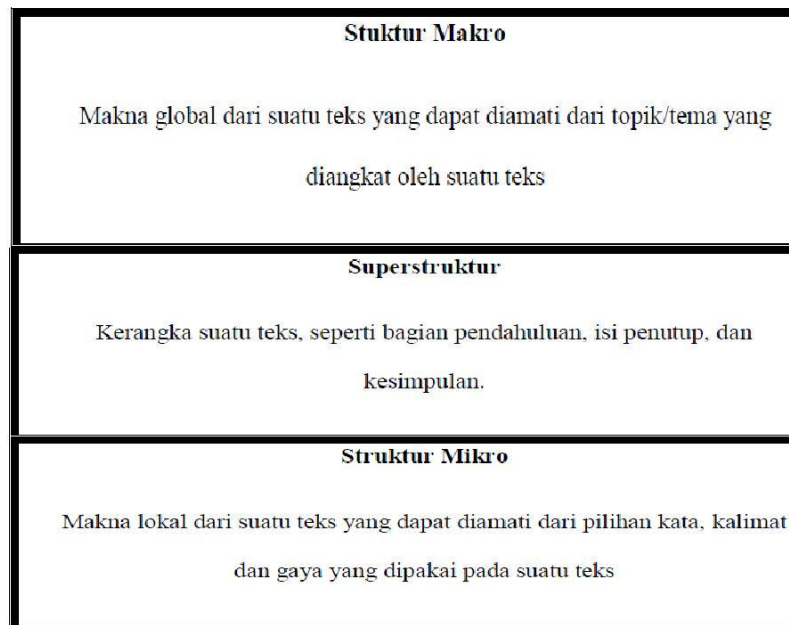 Stuktur Makro
Makna global dari suatu teks yang dapat diamati dari topik/tema yang
diangkat oleh suatu teks
Superstruktur
Kerangka suatu teks, seperti bagian pendahuluan, isi penutup, dan
kesimpulan.
Struktur Mikro
Makna lokal dari suatu teks yang dapat diamati dari pilihan kata, kalimat
dan gaya yang dipakai pada suatu teks